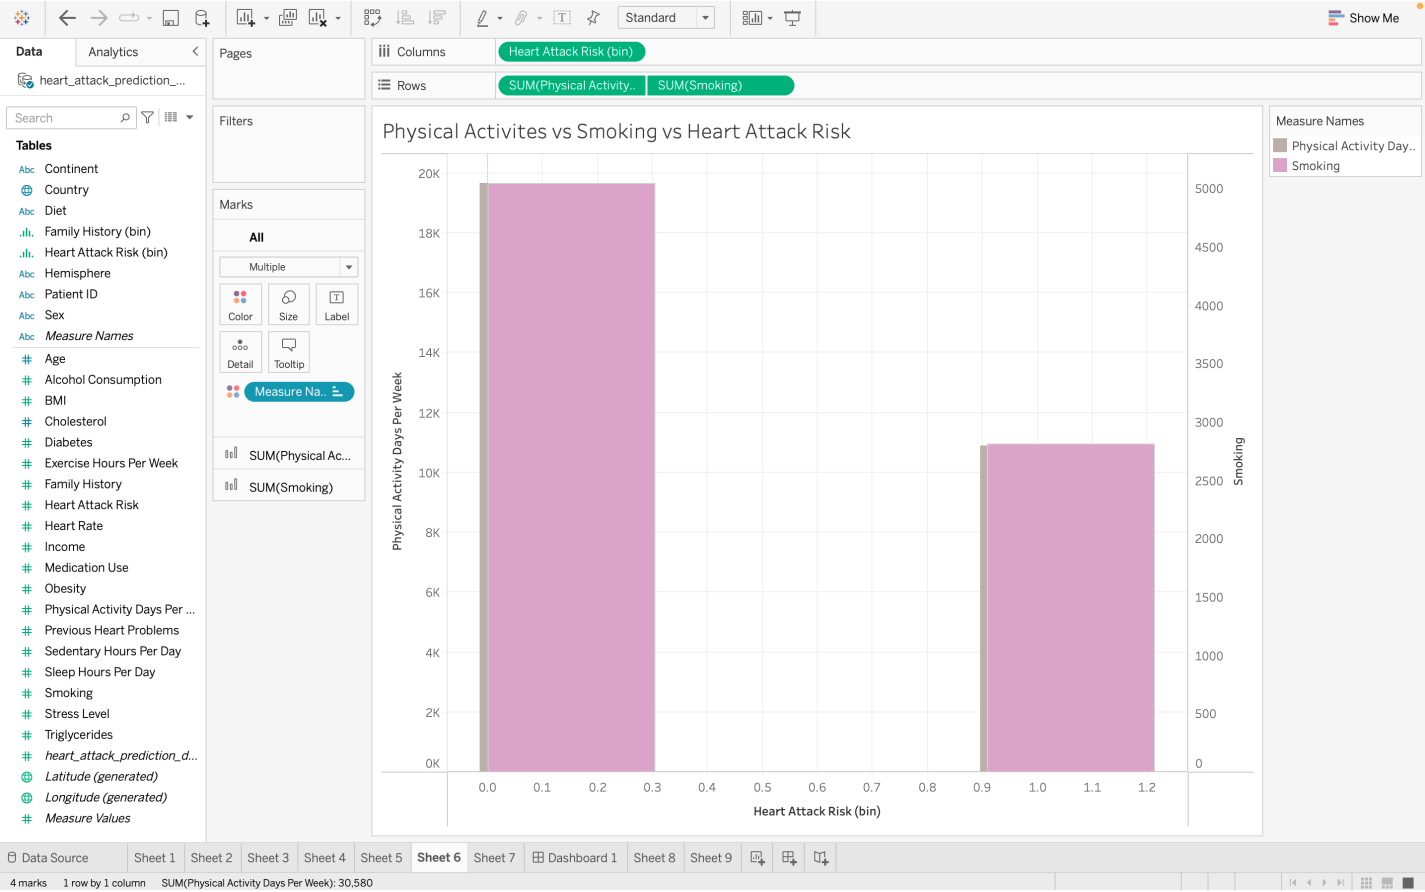 Standard
Show Me
Data
Analytics
heart_attack_prediction_...
Search
Tables
Abc Continent
Country
Abc Diet
Family History (bin)
Heart Attack Risk (bin)
Abc Hemisphere
Abc Patient ID
Abc Sex
Abc Measure Names
Age
Alcohol Consumption
BMI
Cholesterol
Diabetes
Exercise Hours Per Week
Family History
Heart Attack Risk
Heart Rate
Income
Medication Use
Obesity
Physical Activity Days Per ...
Previous Heart Problems
Sedentary Hours Per Day
Sleep Hours Per Day
Smoking
Stress Level
Triglycerides
heart_attack_prediction_d...
Latitude (generated)
Longitude (generated)
Measure Values
Pages
Filters
Marks
All
Multiple
Color
Size
Label
Detail
Tooltip
Measure Na..
SUM(Physical Ac...
SUM(Smoking)
Columns
Heart Attack Risk (bin)
Rows
SUM(Physical Activity..
SUM(Smoking)
Physical Activites vs Smoking vs Heart Attack Risk
Physical Activity Days Per Week
20K
18K
16K
14K
12K
10K
8K
6K
4K
2K
0K
5000
4500
4000
3500
3000
2500
2000
1500
1000
500
0
Smoking
0.0 0.1 0.2 0.3 0.4 0.5 0.6 0.7 0.8 0.9 1.0 1.1 1.2
Heart Attack Risk (bin)
Measure Names
Physical Activity Day..
Smoking
Data Source
Sheet 1
Sheet 2
Sheet 3
Sheet 4
Sheet 5
Sheet 6
Sheet 7
Dashboard 1
Sheet 8
Sheet 9
4 marks 1 row by 1 column SUM(Physical Activity Days Per Week): 30,580